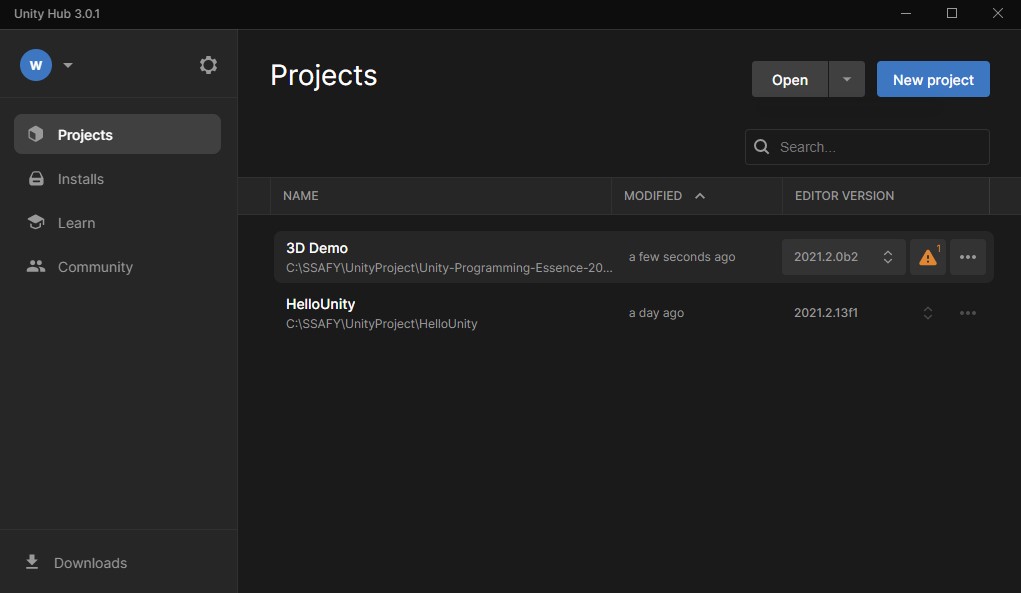 Unity Hub 3.0.1
W
Projects
Open
New project
Projects
Installs
Learn
Community
Downloads
Search...
NAME
MODIFIED
EDITOR VERSION
3D Demo
C:\SSAFY\UnityProject\Unity-Programming-Essence-20...
a few seconds ago
2021.2.0b2
1
HelloUnity
C:\SSAFY\UnityProject\HelloUnity
a day ago
2021.2.13f1